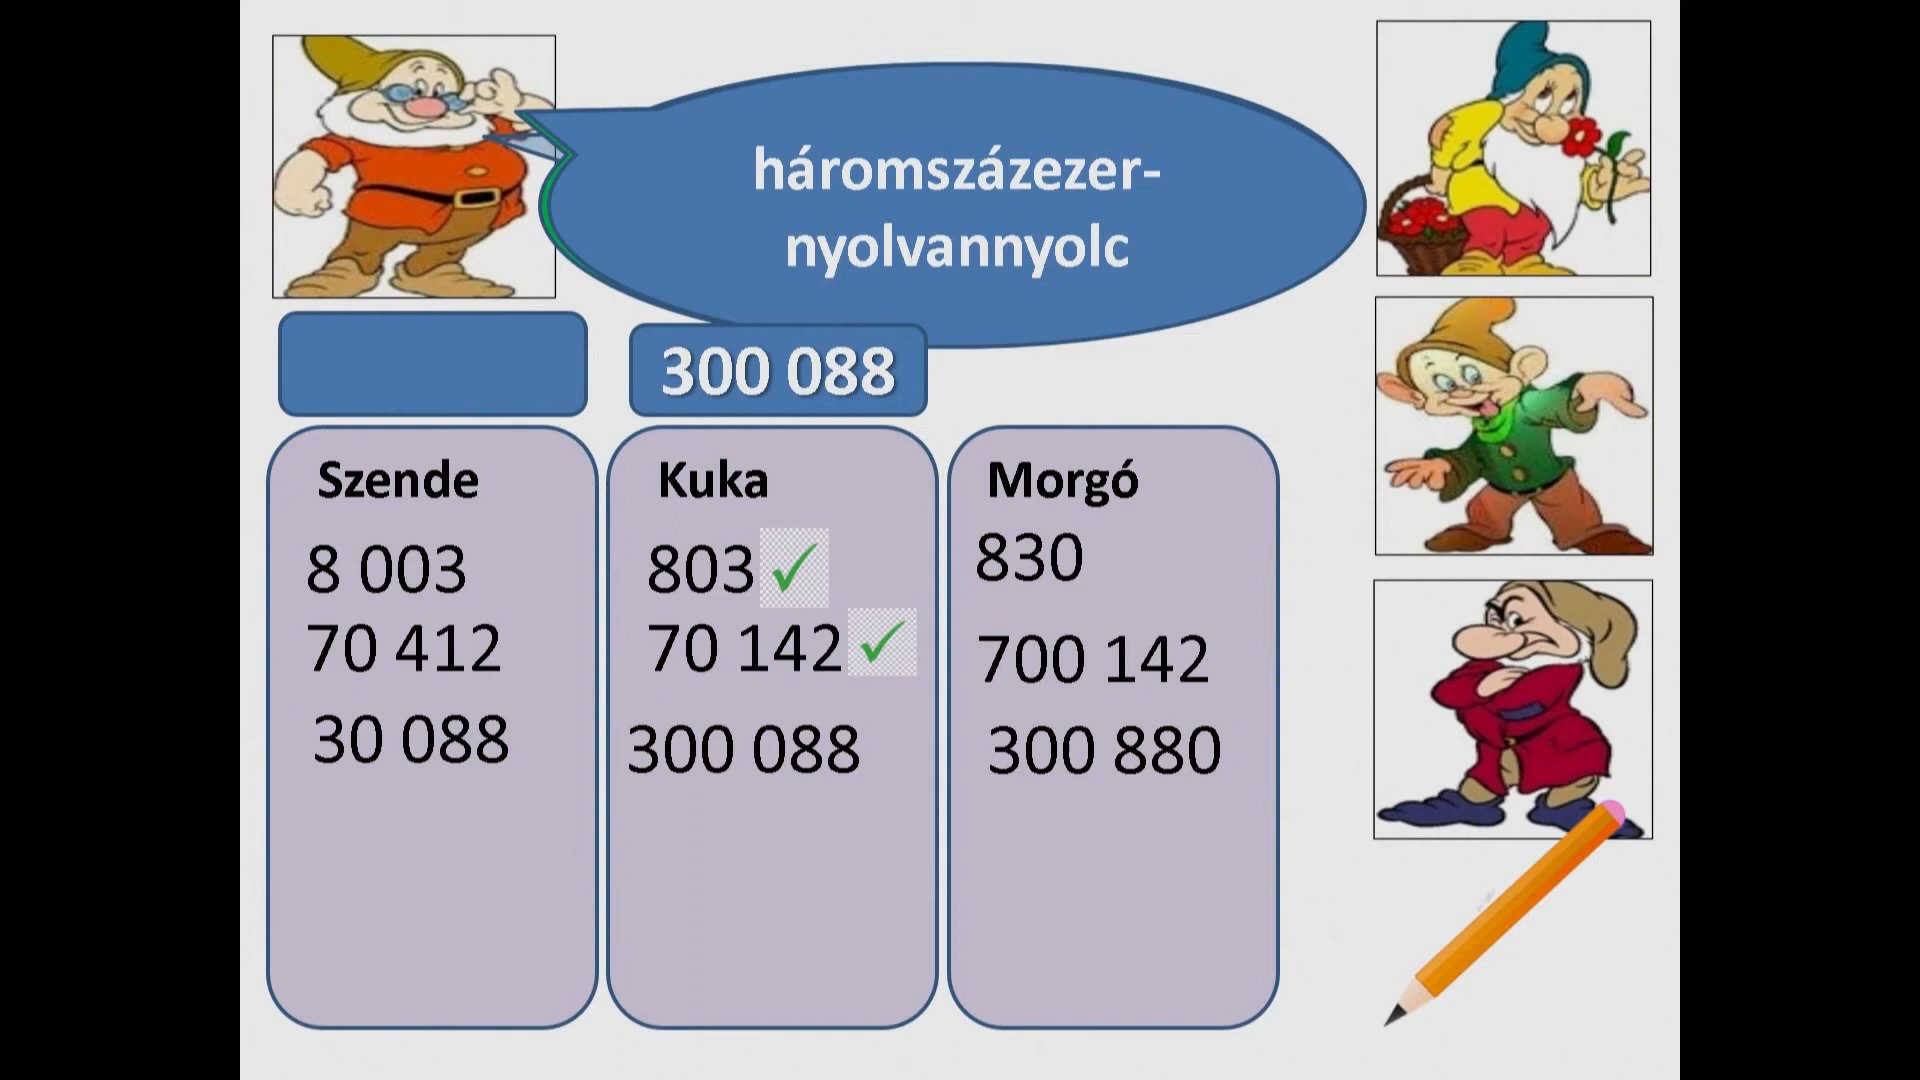 háromszázezer-
nyolvannyolc
300 088
Szende
8 003
70 412
30 088
Kuka
803 ✓
70 142 ✓
300 088
Morgó
830
700 142
300 880